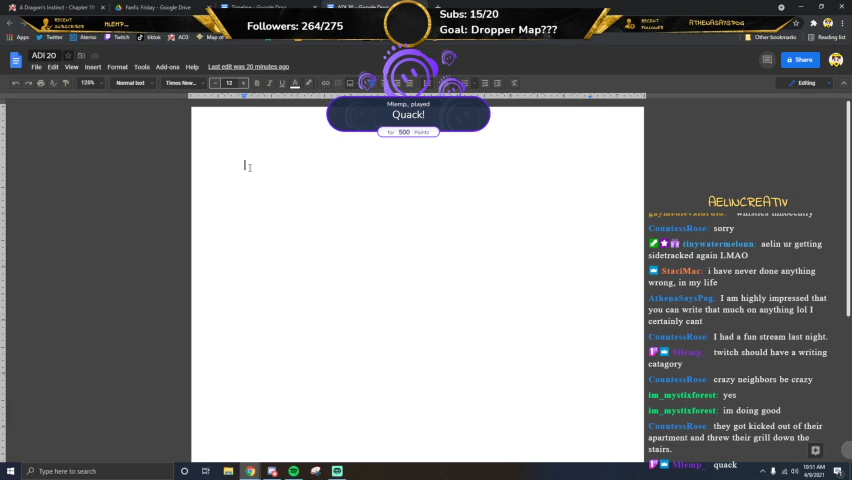 A Dragon's Instinct - Chapter 1
Fanfic Friday - Google Drive
Timeline - Google Docs
ADI 20 - Google Docs
RECENT SUBSCRIBER
MLEMP_
Followers: 264/275
Subs: 15/20
Goal: Dropper Map???
RECENT FOLLOWER
ATHENASAYSPOG
Apps
Twitter
Aterno
Twitch
tiktok
AO3
Map of
Other bookmarks
Reading list
ADI 20
File Edit View Insert Format Tools
Last edit was 20 minutes ago
Share
125%
Normal text
Times New...
12
B I U A
Editing
Mlemp_ played
Quack!
for 500 Points
AELINCREATIV
gaymedievaldruid: whistles innocently
CountessRose: sorry
tinywatermelonn: aelin ur getting
sidetracked again LMAO
StaciMac: i have never done anything
wrong, in my life
AthenaSaysPog: I am highly impressed that
you can write that much on anything lol I
certainly cant
CountessRose: I had a fun stream last night.
Mlemp_: twitch should have a writing
catagory
CountessRose: crazy neighbors be crazy
im_mystixforest: yes
im_mystixforest: im doing good
CountessRose: they got kicked out of their
apartment and threw their grill down the
stairs.
Mlemp_: quack
Type here to search
10:51 AM
4/9/2021